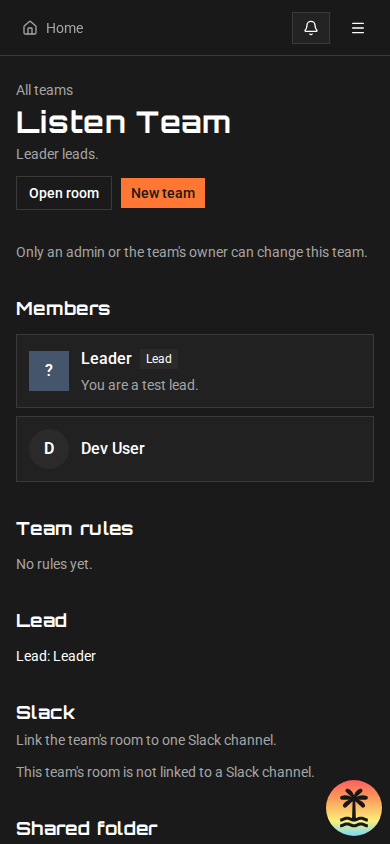 Home
All teams
Listen Team
Leader leads.
Open room
New team
Only an admin or the team's owner can change this team.
Members
?
Leader
Lead
You are a test lead.
D
Dev User
Team rules
No rules yet.
Lead
Lead: Leader
Slack
Link the team's room to one Slack channel.
This team's room is not linked to a Slack channel.
Shared folder